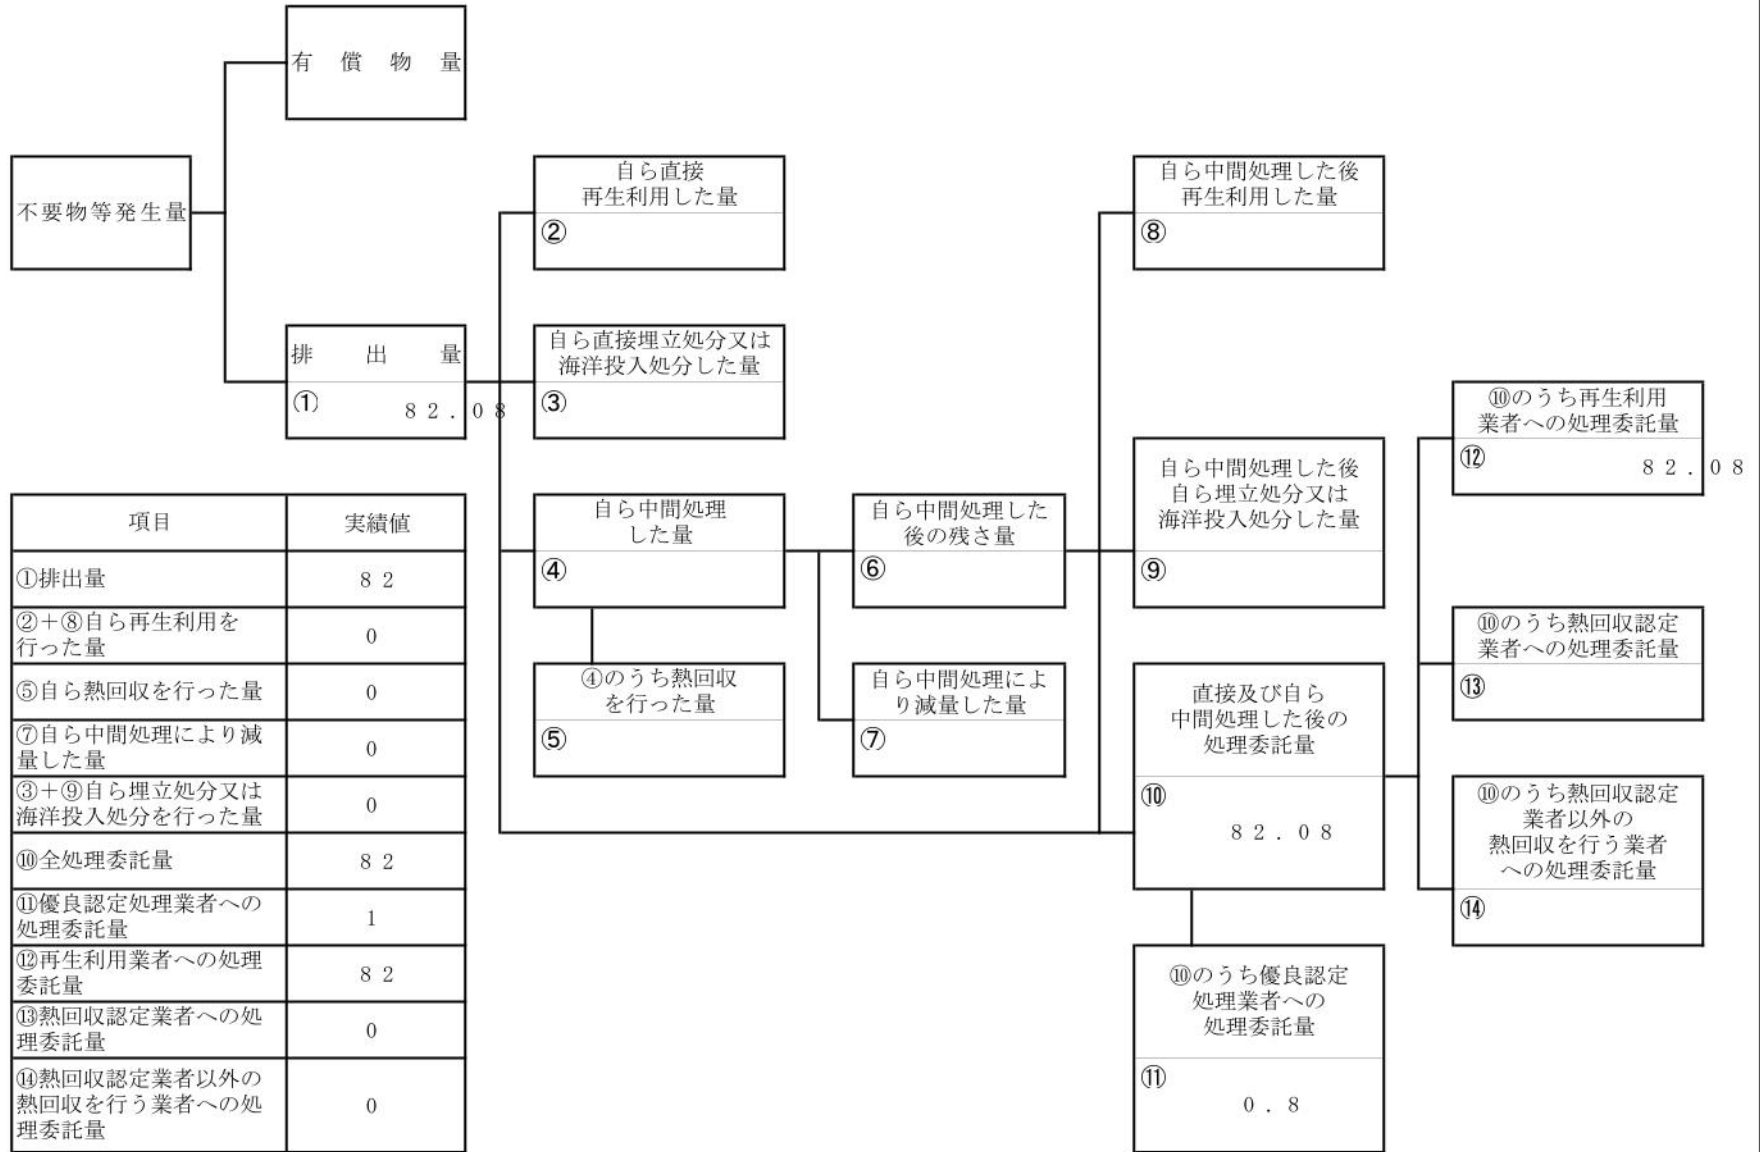 有償物量
不要物等発生量
自ら直接
再生利用した量
②
自ら中間処理した後
再生利用した量
⑧
排出量
① 82.08
自ら直接埋立処分又は
海洋投入処分した量
③
⑩のうち再生利用
業者への処理委託量
⑫ 82.08
自ら中間処理
した量
④
自ら中間処理した
後の残さ量
⑥
自ら中間処理した後
自ら埋立処分又は
海洋投入処分した量
⑨
④のうち熱回収
を行った量
⑤
自ら中間処理によ
り減量した量
⑦
直接及び自ら
中間処理した後の
処理委託量
⑩
82.08
⑩のうち熱回収認定
業者への処理委託量
⑬
⑩のうち熱回収認定
業者以外の
熱回収を行う業者
への処理委託量
⑭
⑩のうち優良認定
処理業者への
処理委託量
⑪
0.8
項目 実績値
①排出量 82
②＋⑧自ら再生利用を
行った量 0
⑤自ら熱回収を行った量 0
⑦自ら中間処理により減
量した量 0
③＋⑨自ら埋立処分又は
海洋投入処分を行った量 0
⑩全処理委託量 82
⑪優良認定処理業者への
処理委託量 1
⑫再生利用業者への処理
委託量 82
⑬熱回収認定業者への処
理委託量 0
⑭熱回収認定業者以外の
熱回収を行う業者への処 0
理委託量